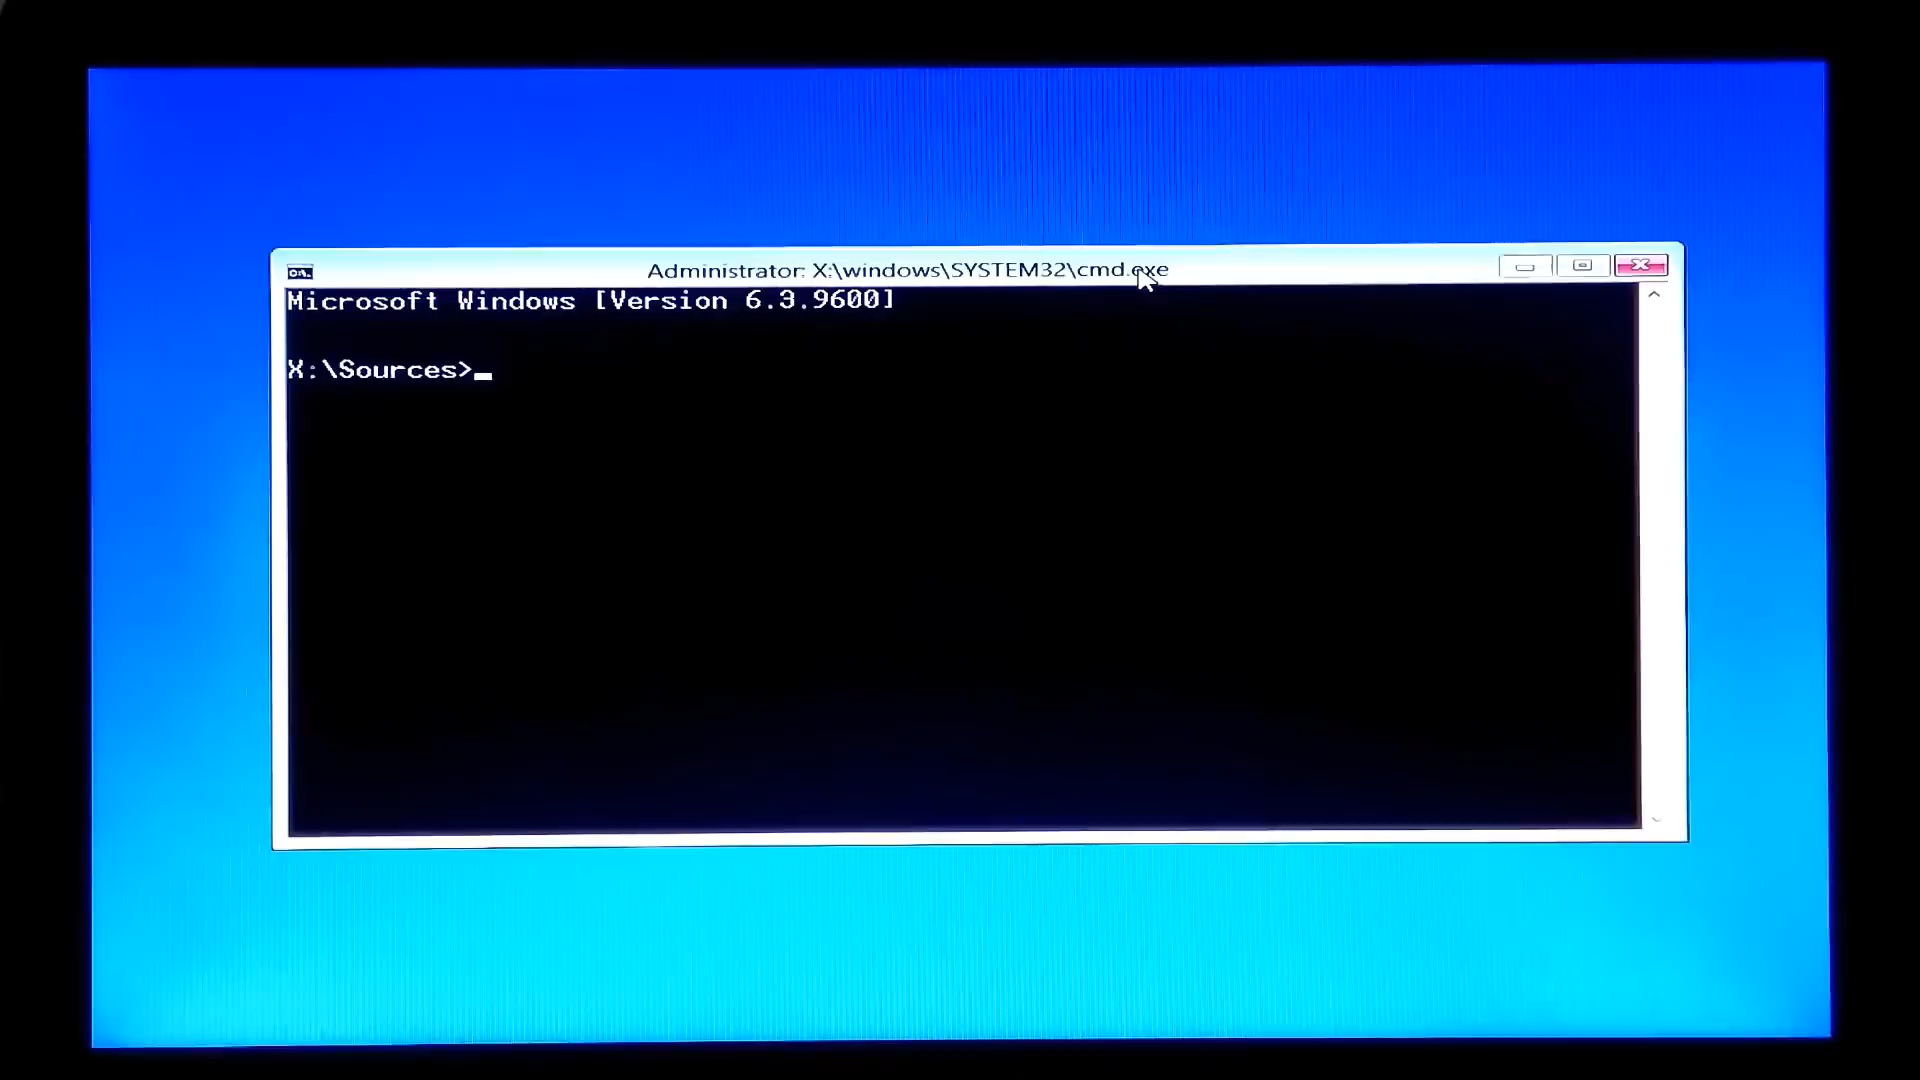 Administrator: X:\windows\SYSTEM32\cmd.exe
Microsoft Windows [Version 6.3.9600]
X:\Sources>_